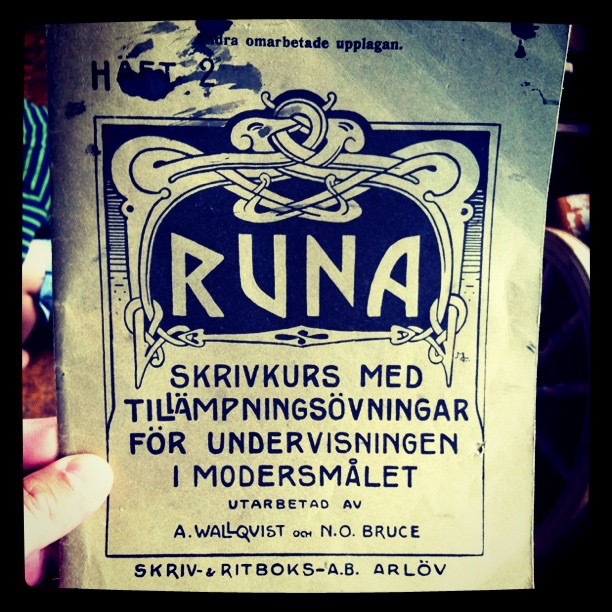 omarbetade upplagan.
HÄFT 2
RUNA
SKRIVKURS MED
TILLÄMPNINGSÖVNINGAR
FÖR UNDERVISNINGEN
I MODERSMÅLET
UTARBETAD AV
A. WALLQVIST OCH N.O. BRUCE
SKRIV- & RITBOKS-A.B. ARLÖV